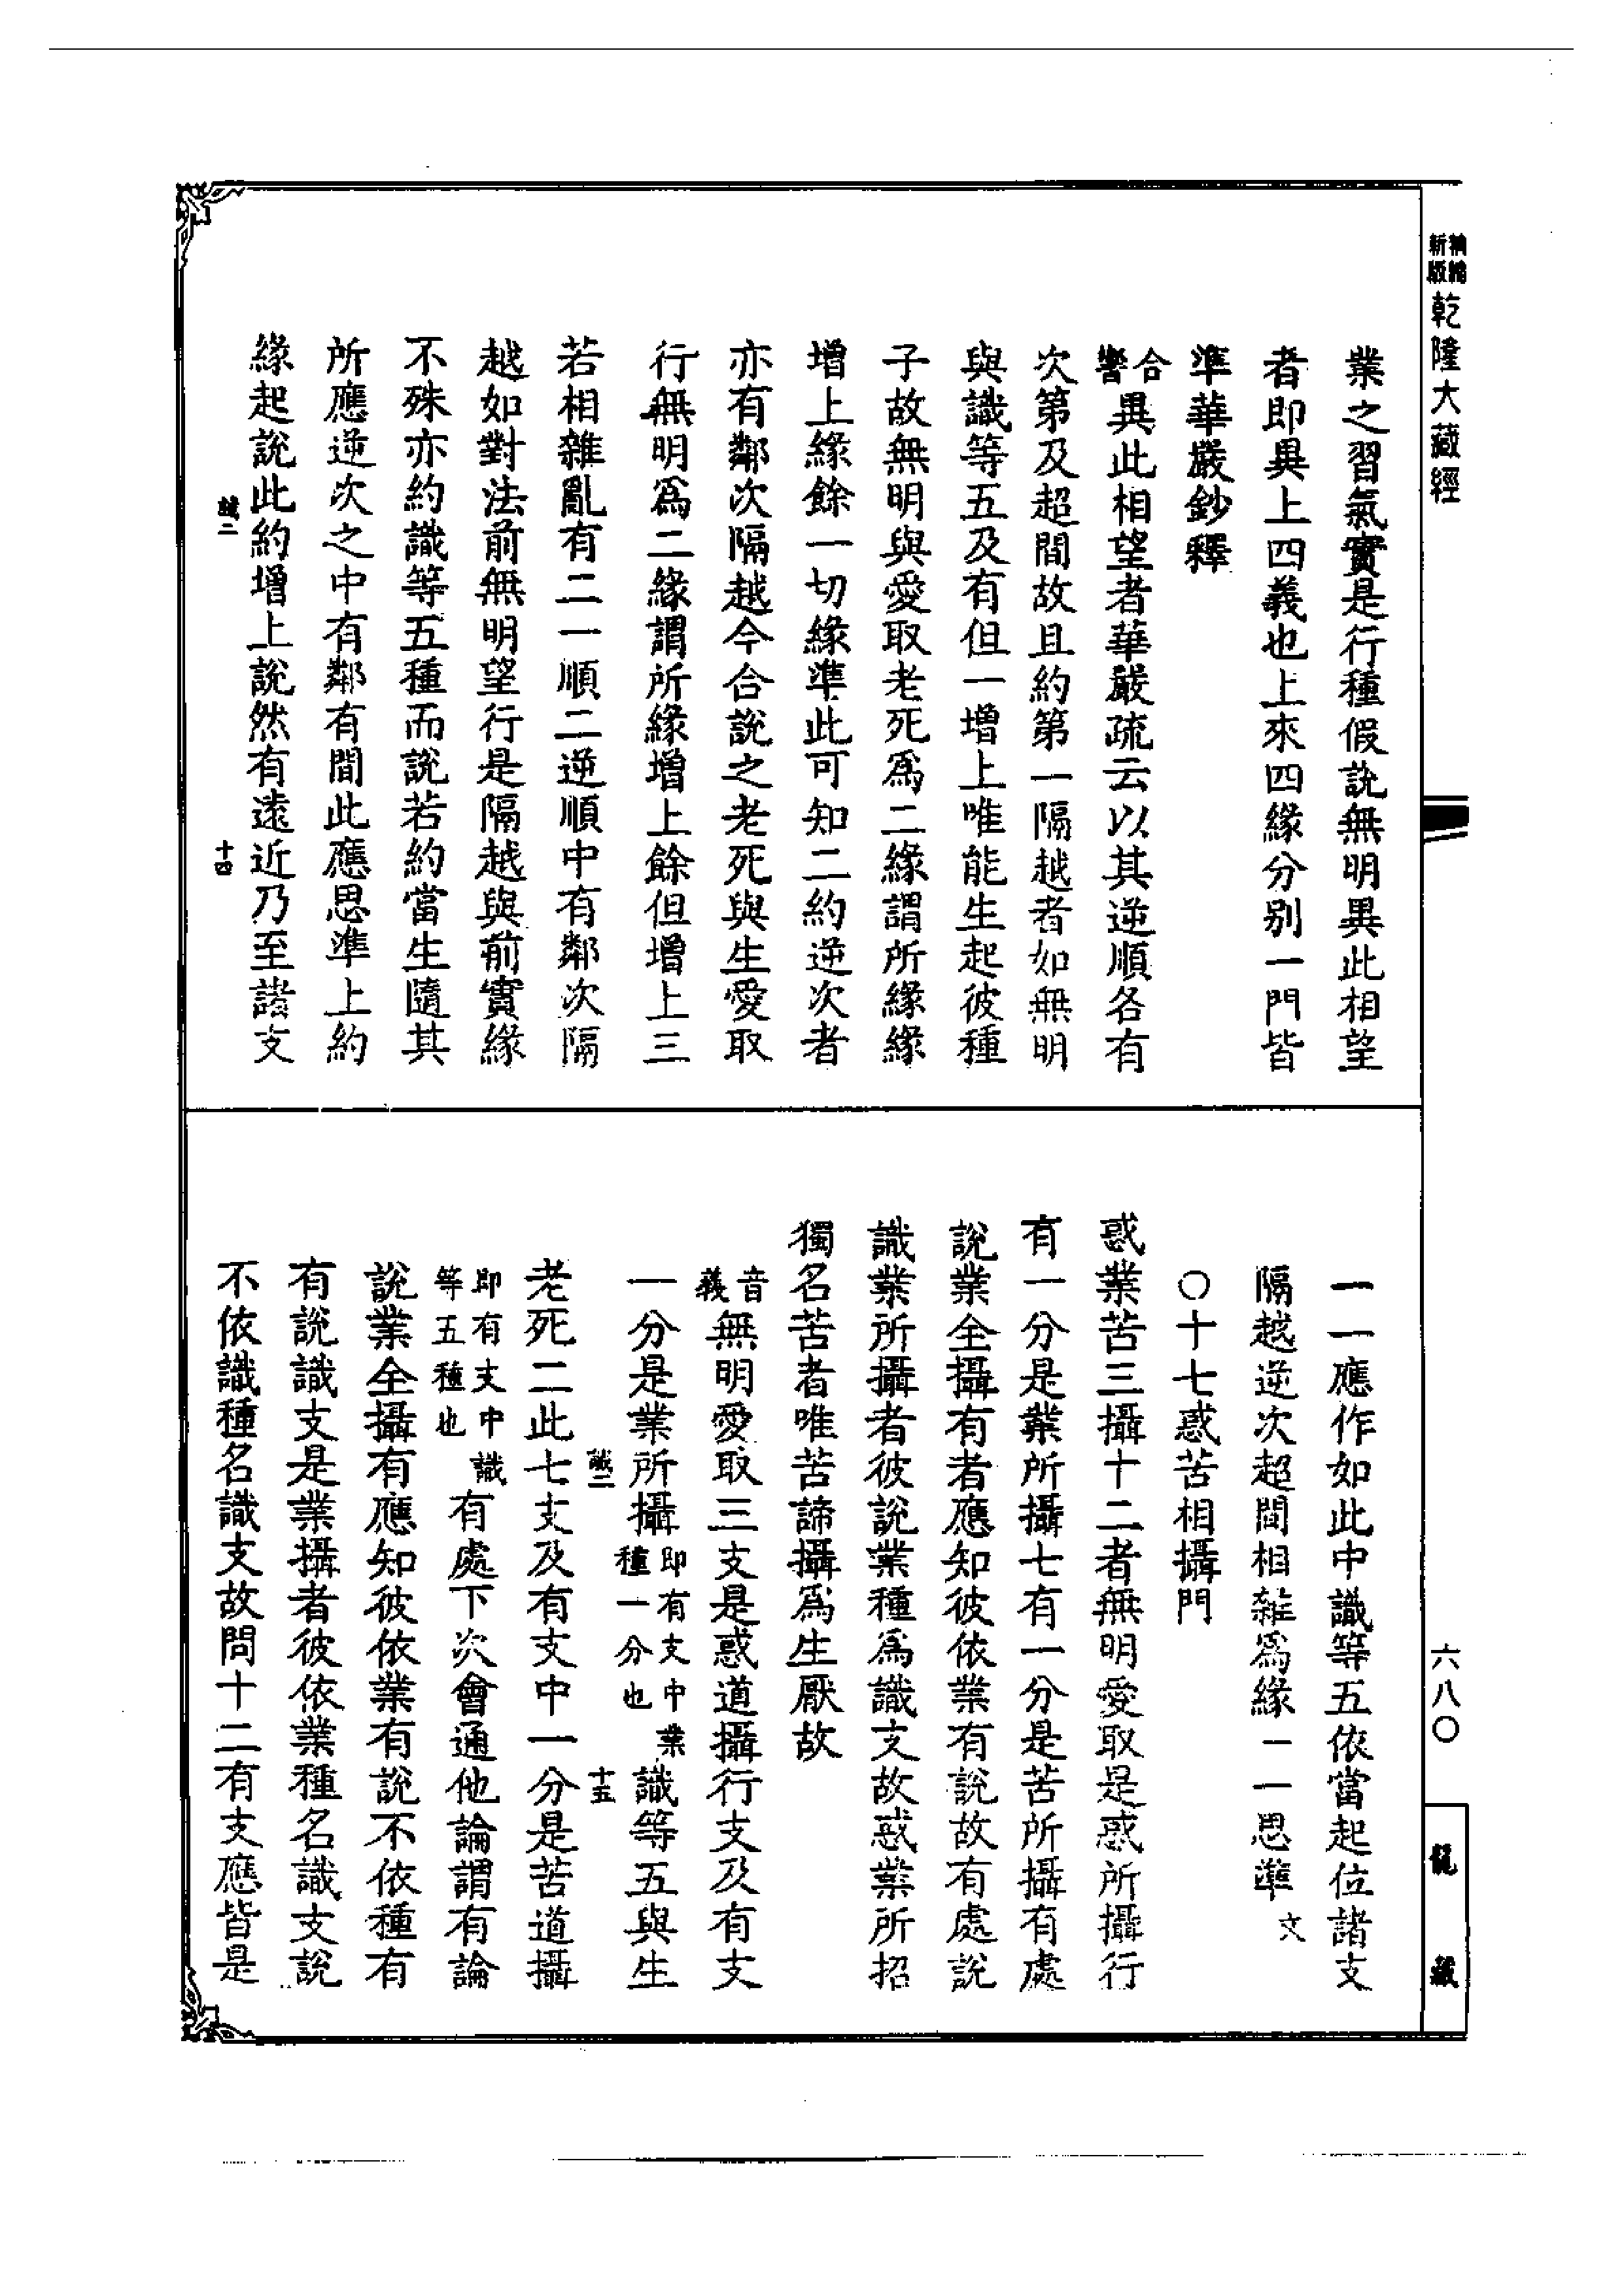 精縮新版乾隆大藏經
業之習氣實是行種假說無明異此相望
者即異上四義也上來四緣分別一門皆
準華嚴鈔釋
合響異此相望者華嚴疏云以其逆順各有
次第及超間故且約第一隔越者如無明
與識等五及有但一增上唯能生起彼種
子故無明與愛取老死為二緣謂所緣緣
增上緣餘一切緣準此可知二約逆次者
亦有鄰次隔越今合說之老死與生愛取
行無明為二緣謂所緣增上餘但增上三
若相雜亂有二一順二逆順中有鄰次隔
越如對法前無明望行是隔越與前實緣
不殊亦約識等五種而說若約當生隨其
所應逆次之中有鄰有間此應思準上約
緣起說此約增上說然有遠近乃至諸支
誠二
十四
一一應作如此中識等五依當起位諸支
隔越逆次超間相雜為緣一一思準文
○十七惑苦相攝門
惑業苦三攝十二者無明愛取是惑所攝行
有一分是業所攝七有一分是苦所攝有處
說業全攝有者應知彼依業有說故有處說
識業所攝者彼說業種為識支故惑業所招
獨名苦者唯苦諦攝為生厭故
音義無明愛取三支是惑道攝行支及有支
一分是業所攝即有支中業種一分也識等五與生
誠二
十五
老死二此七支及有支中一分是苦道攝
即有支中識等五種也有處下次會通他論謂有論
說業全攝有應知彼依業有說不依種有
有說識支是業攝者彼依業種名識支說
不依識種名識支故問十二有支應皆是
六八〇
龍藏